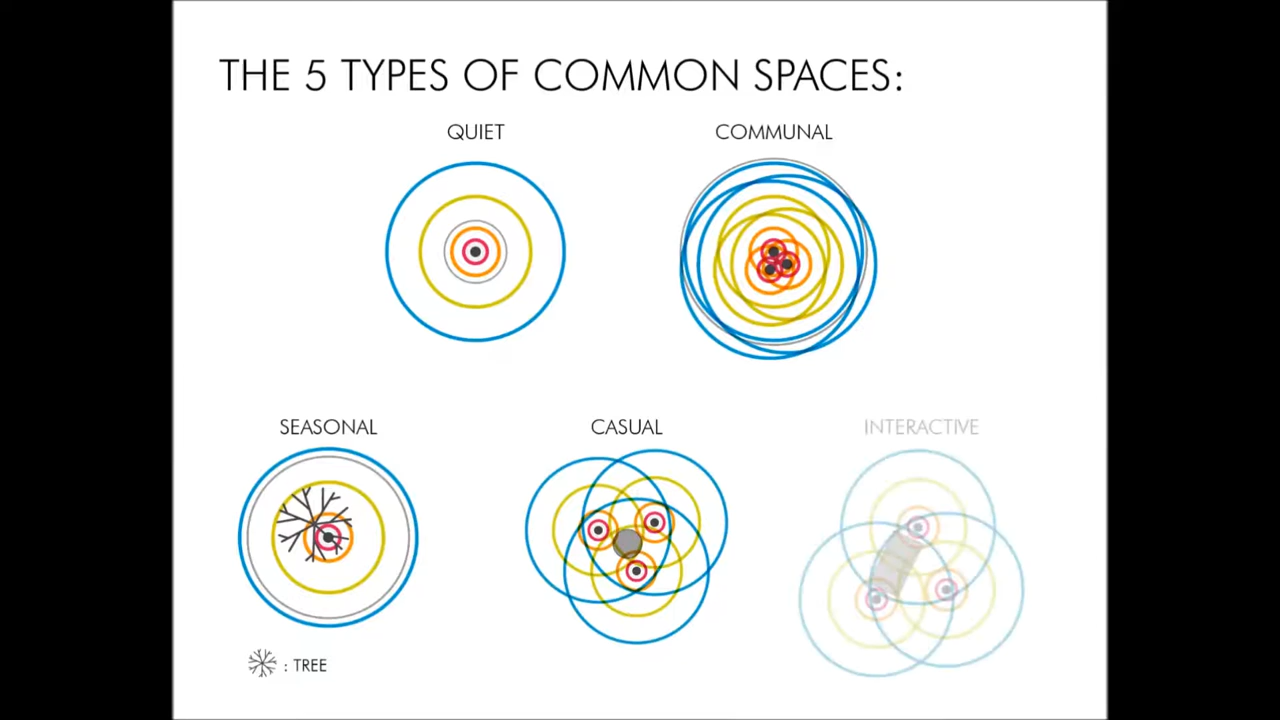 THE 5 TYPES OF COMMON SPACES:
QUIET
COMMUNAL
SEASONAL
CASUAL
INTERACTIVE
: TREE